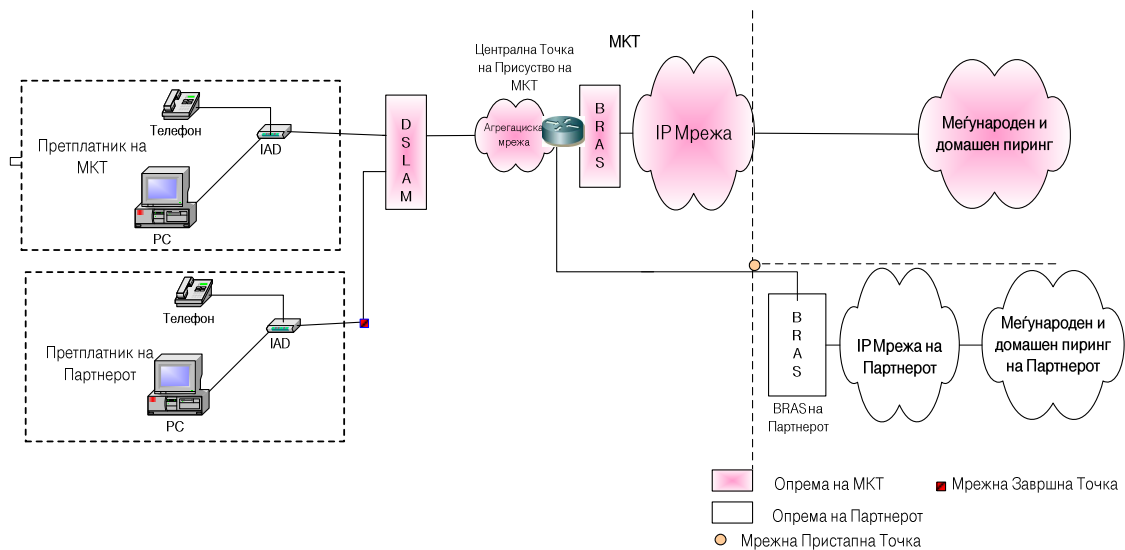 МКТ
Централна Точка
на Присуство на
МКТ
Телефон
IAD
Претплатник на
МКТ
PC
D
S
L
A
M
Агрегациска
мрежа
B
R
A
S
IP Мрежа
Меѓународен и
домашен пиринг
Телефон
IAD
Претплатник на
Партнерот
PC
B
R
A
S
BRAS на
Партнерот
IP Мрежа на
Партнерот
Меѓународен и
домашен пиринг
на Партнерот
Опрема на МКТ
Мрежна Завршна Точка
Опрема на Партнерот
Мрежна Пристапна Точка